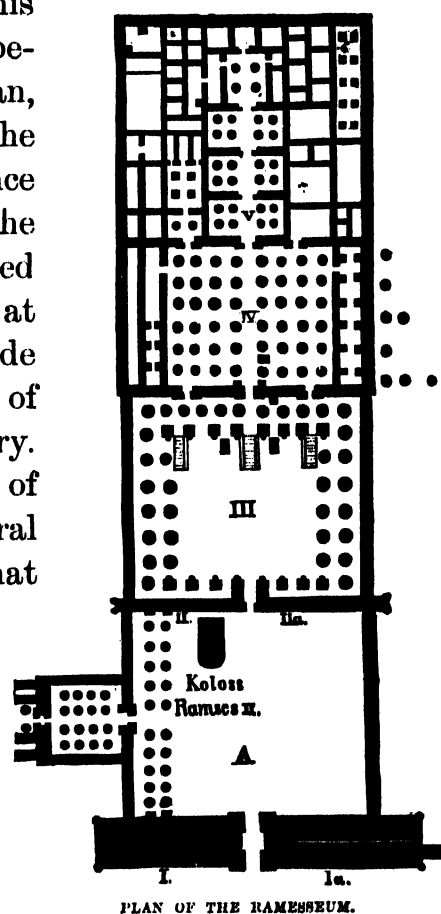 his
pe-
an,
the
ace
the
ed
at
de
of
ry.
of
ral
hat
V
IV
III
II.
IIa.
Koloss
Ramses II.
A
I.
Ia.
PLAN OF THE RAMESSEUM.